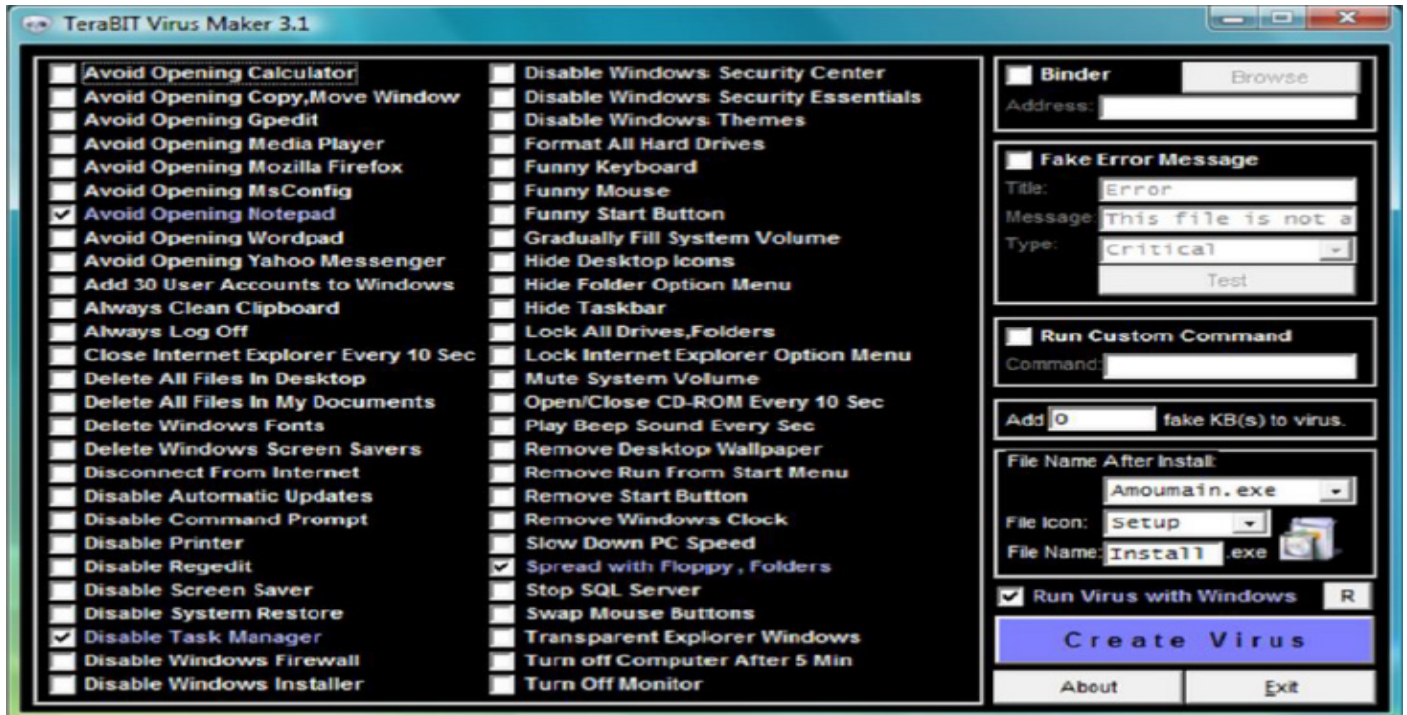 TeraBIT Virus Maker 3.1
Avoid Opening Calculator
Avoid Opening Copy,Move Window
Avoid Opening Gpedit
Avoid Opening Media Player
Avoid Opening Mozilla Firefox
Avoid Opening MsConfig
Avoid Opening Notepad
Avoid Opening Wordpad
Avoid Opening Yahoo Messenger
Add 30 User Accounts to Windows
Always Clean Clipboard
Always Log Off
Close Internet Explorer Every 10 Sec
Delete All Files In Desktop
Delete All Files In My Documents
Delete Windows Fonts
Delete Windows Screen Savers
Disconnect From Internet
Disable Automatic Updates
Disable Command Prompt
Disable Printer
Disable Regedit
Disable Screen Saver
Disable System Restore
Disable Task Manager
Disable Windows Firewall
Disable Windows Installer
Disable Windows Security Center
Disable Windows Security Essentials
Disable Windows Themes
Format All Hard Drives
Funny Keyboard
Funny Mouse
Funny Start Button
Gradually Fill System Volume
Hide Desktop Icons
Hide Folder Option Menu
Hide Taskbar
Lock All Drives,Folders
Lock Internet Explorer Option Menu
Mute System Volume
Open/Close CD-ROM Every 10 Sec
Play Beep Sound Every Sec
Remove Desktop Wallpaper
Remove Run From Start Menu
Remove Start Button
Remove Windows Clock
Slow Down PC Speed
Spread with Floppy , Folders
Stop SQL Server
Swap Mouse Buttons
Transparent Explorer Windows
Turn off Computer After 5 Min
Turn Off Monitor
Binder Browse
Address:
Fake Error Message
Title: Error
Message: This file is not a
Type: Critical
Test
Run Custom Command
Command:
Add 0 fake KB(s) to virus.
File Name After Install:
Amoumain.exe
File Icon: Setup
File Name: Install .exe
Run Virus with Windows R
Create Virus
About Exit